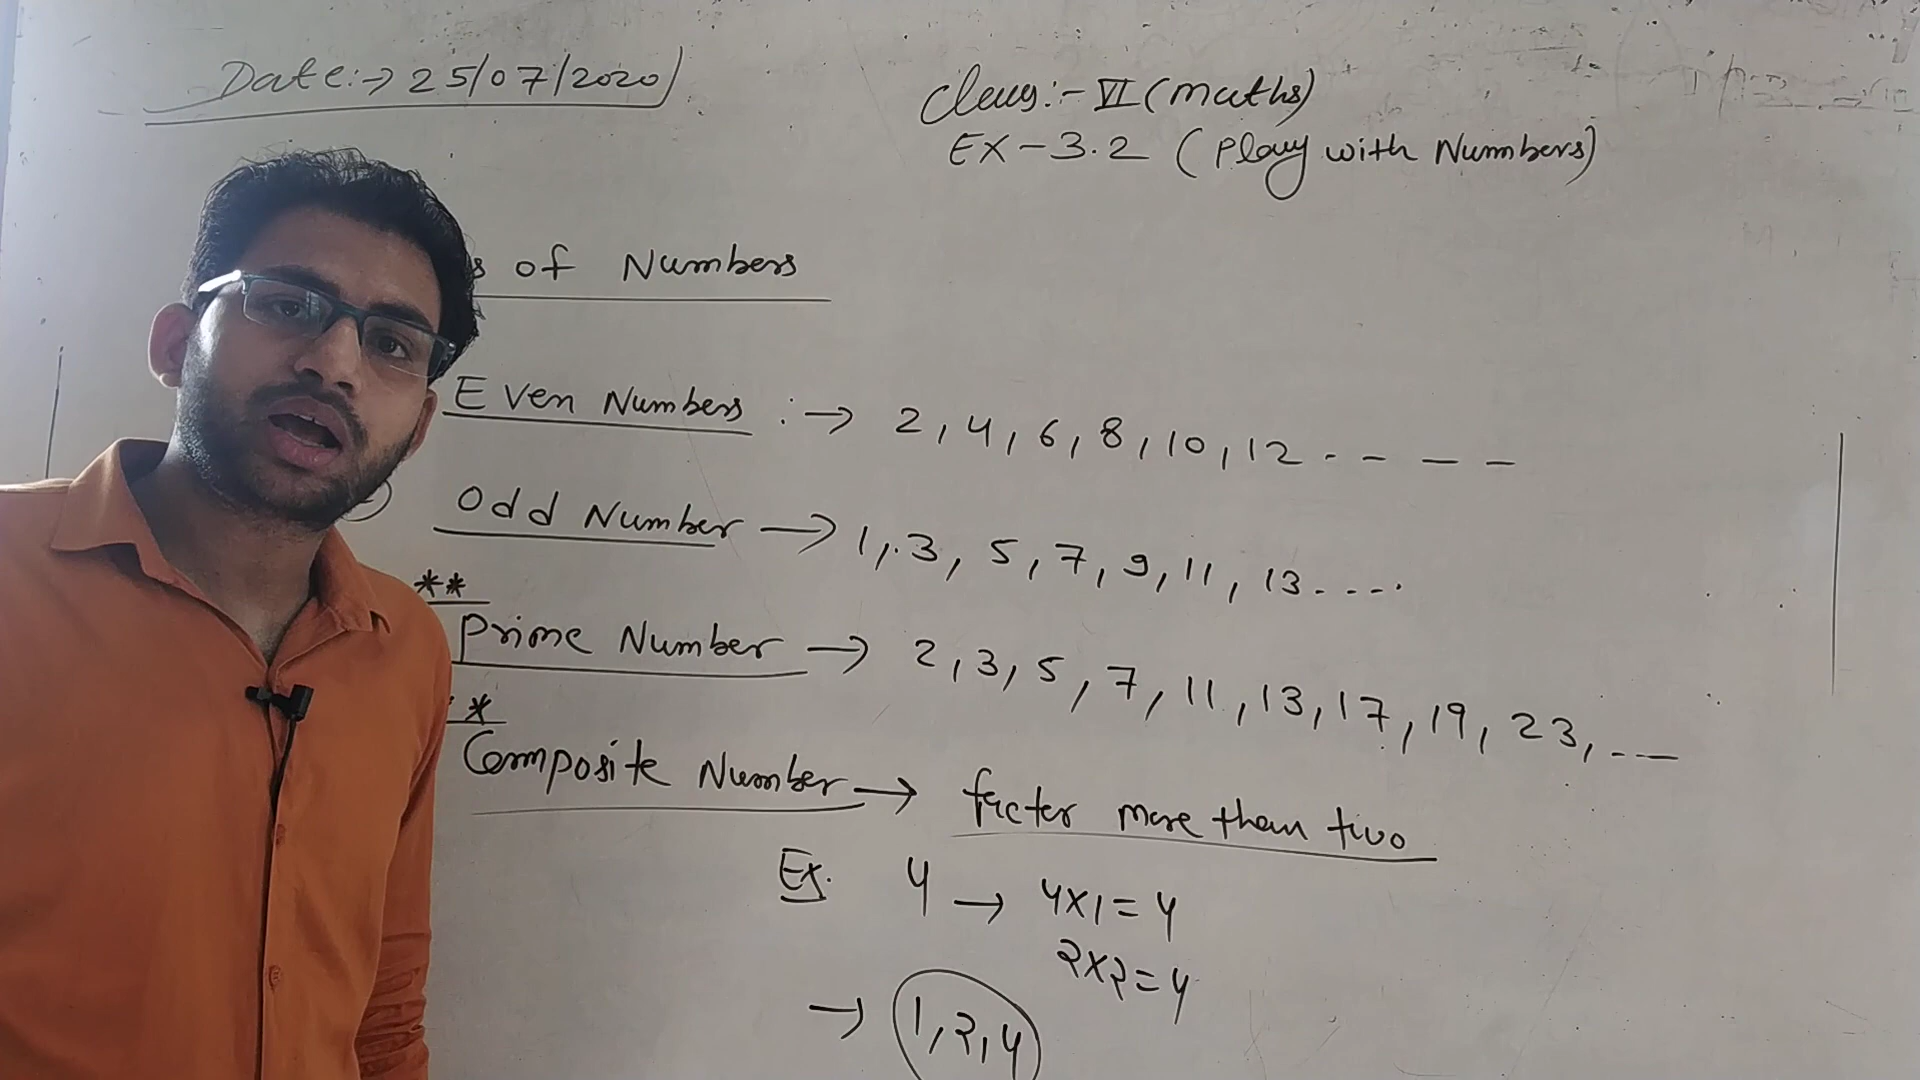 Date:→ 25/07/2020
Class:- VI (maths)
EX-3.2 (Play with Numbers)
s of Numbers
Even Numbers :→ 2, 4, 6, 8, 10, 12 - - - -
Odd Number → 1, 3, 5, 7, 9, 11, 13 - - - -
**
Prime Number → 2, 3, 5, 7, 11, 13, 17, 19, 23, - - -
*
Composite Number → factor more than two
Ex. 4 → 4x1=4
2x2=4
→ 1, 2, 4